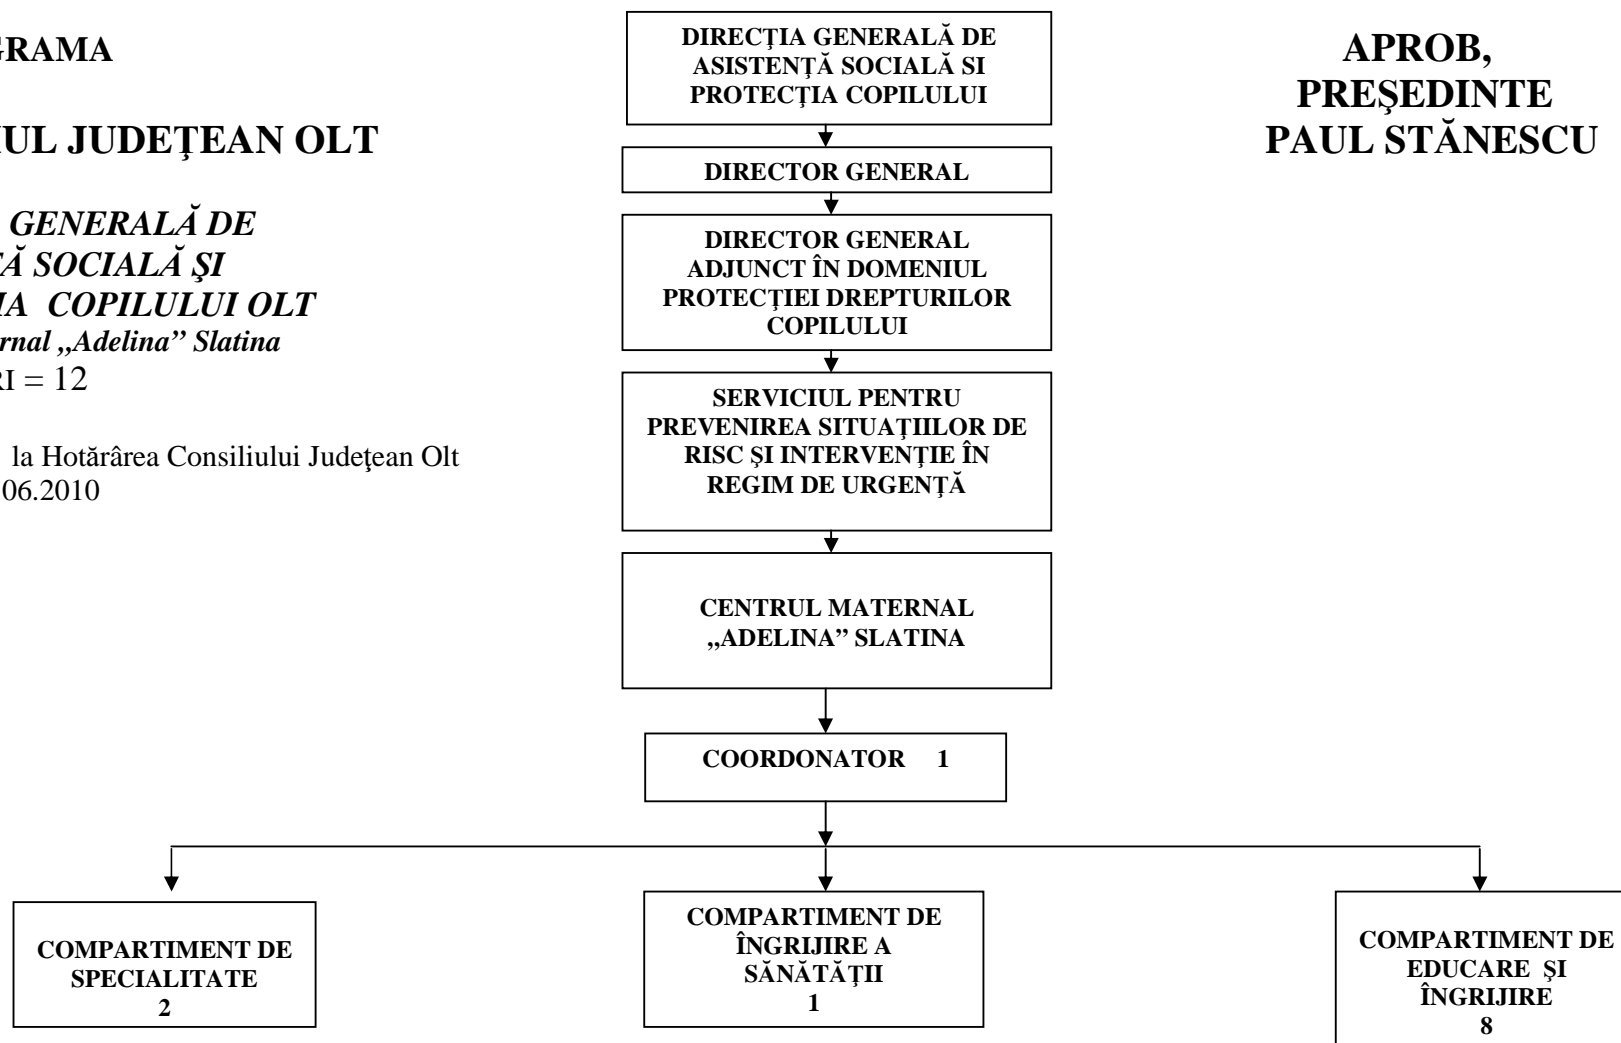 GRAMA
IUL JUDEŢEAN OLT
GENERALĂ DE
Ă SOCIALĂ ŞI
IA COPILULUI OLT
rnal „Adelina” Slatina
RI = 12
la Hotărârea Consiliului Judeţean Olt
06.2010
DIRECŢIA GENERALĂ DE
ASISTENŢĂ SOCIALĂ SI
PROTECŢIA COPILULUI
APROB,
PREŞEDINTE
PAUL STĂNESCU
DIRECTOR GENERAL
DIRECTOR GENERAL
ADJUNCT ÎN DOMENIUL
PROTECŢIEI DREPTURILOR
COPILULUI
SERVICIUL PENTRU
PREVENIREA SITUAŢIILOR DE
RISC ŞI INTERVENŢIE ÎN
REGIM DE URGENŢĂ
CENTRUL MATERNAL
„ADELINA” SLATINA
COORDONATOR 1
COMPARTIMENT DE
SPECIALITATE
2
COMPARTIMENT DE
ÎNGRIJIRE A
SĂNĂTĂŢII
1
COMPARTIMENT DE
EDUCARE ŞI
ÎNGRIJIRE
8